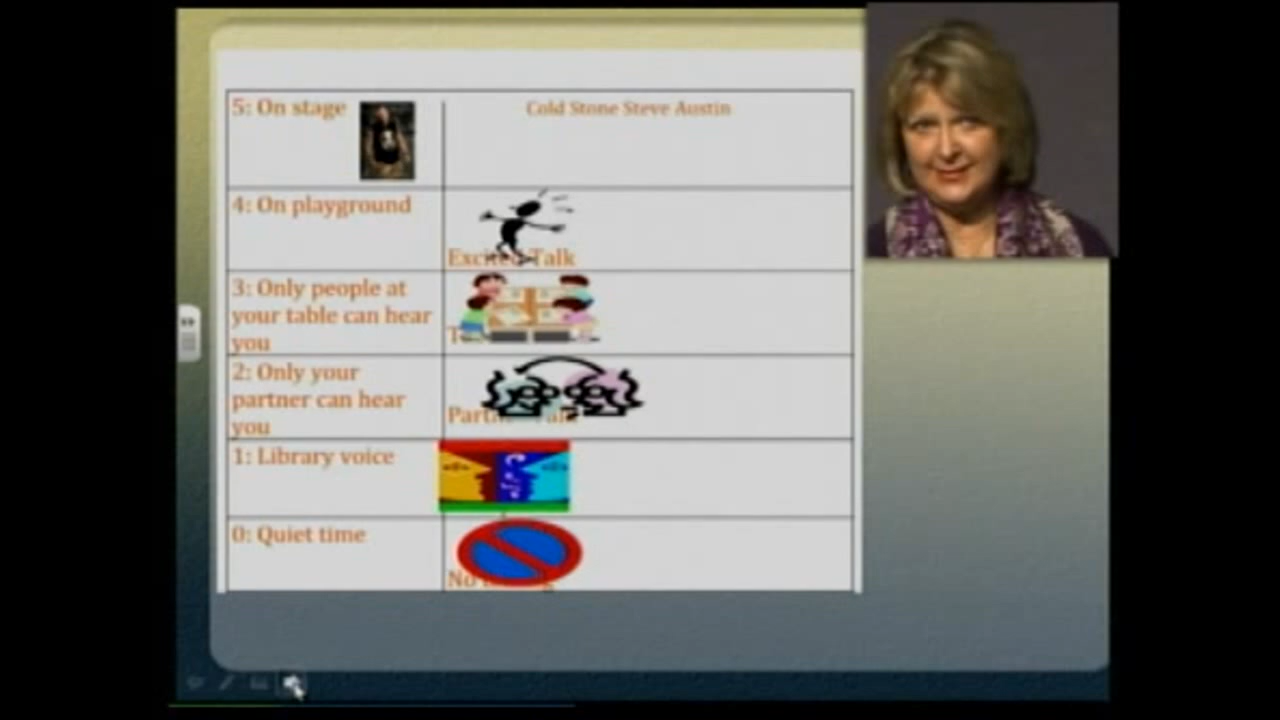 5: On stage
Cold Stone Steve Austin
4: On playground
Excited Talk
3: Only people at
your table can hear
you
2: Only your
partner can hear
you
1: Library voice
0: Quiet time
No